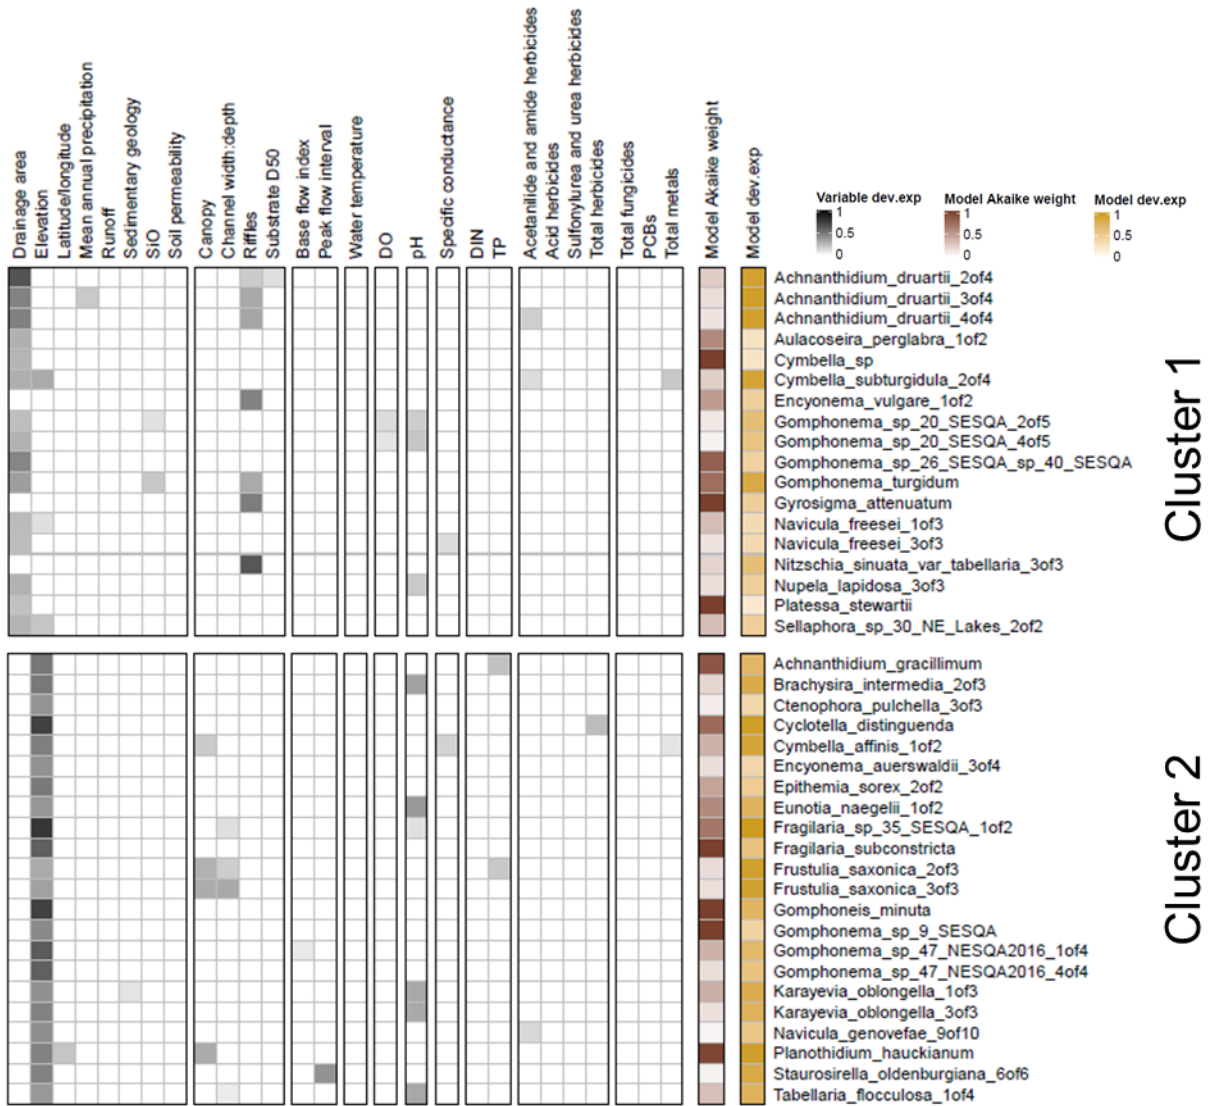 Drainage area
Elevation
Latitude/longitude
Mean annual precipitation
Runoff
Sedimentary geology
SiO
Soil permeability
Canopy
Channel width:depth
Riffles
Substrate D50
Base flow index
Peak flow interval
Water temperature
DO
pH
Specific conductance
DIN
TP
Acetanilide and amide herbicides
Acid herbicides
Sulfonylurea and urea herbicides
Total herbicides
Total fungicides
PCBs
Total metals
Model Akaike weight
Model dev.exp
Variable dev.exp
1
0.5
0
Model Akaike weight
1
0.5
0
Model dev.exp
1
0.5
0
Achnanthidium_druartii_2of4
Achnanthidium_druartii_3of4
Achnanthidium_druartii_4of4
Aulacoseira_perglabra_1of2
Cymbella_sp
Cymbella_subturgidula_2of4
Encyonema_vulgare_1of2
Gomphonema_sp_20_SESQA_2of5
Gomphonema_sp_20_SESQA_4of5
Gomphonema_sp_26_SESQA_sp_40_SESQA
Gomphonema_turgidum
Gyrosigma_attenuatum
Navicula_freesei_1of3
Navicula_freesei_3of3
Nitzschia_sinuata_var_tabellaria_3of3
Nupela_lapidosa_3of3
Platessa_stewartii
Sellaphora_sp_30_NE_Lakes_2of2
Cluster 1
Achnanthidium_gracillimum
Brachysira_intermedia_2of3
Ctenophora_pulchella_3of3
Cyclotella_distinguenda
Cymbella_affinis_1of2
Encyonema_auerswaldii_3of4
Epithemia_sorex_2of2
Eunotia_naegelii_1of2
Fragilaria_sp_35_SESQA_1of2
Fragilaria_subconstricta
Frustulia_saxonica_2of3
Frustulia_saxonica_3of3
Gomphoneis_minuta
Gomphonema_sp_9_SESQA
Gomphonema_sp_47_NESQA2016_1of4
Gomphonema_sp_47_NESQA2016_4of4
Karayevia_oblongella_1of3
Karayevia_oblongella_3of3
Navicula_genovefae_9of10
Planothidium_hauckianum
Staurosirella_oldenburgiana_6of6
Tabellaria_flocculosa_1of4
Cluster 2